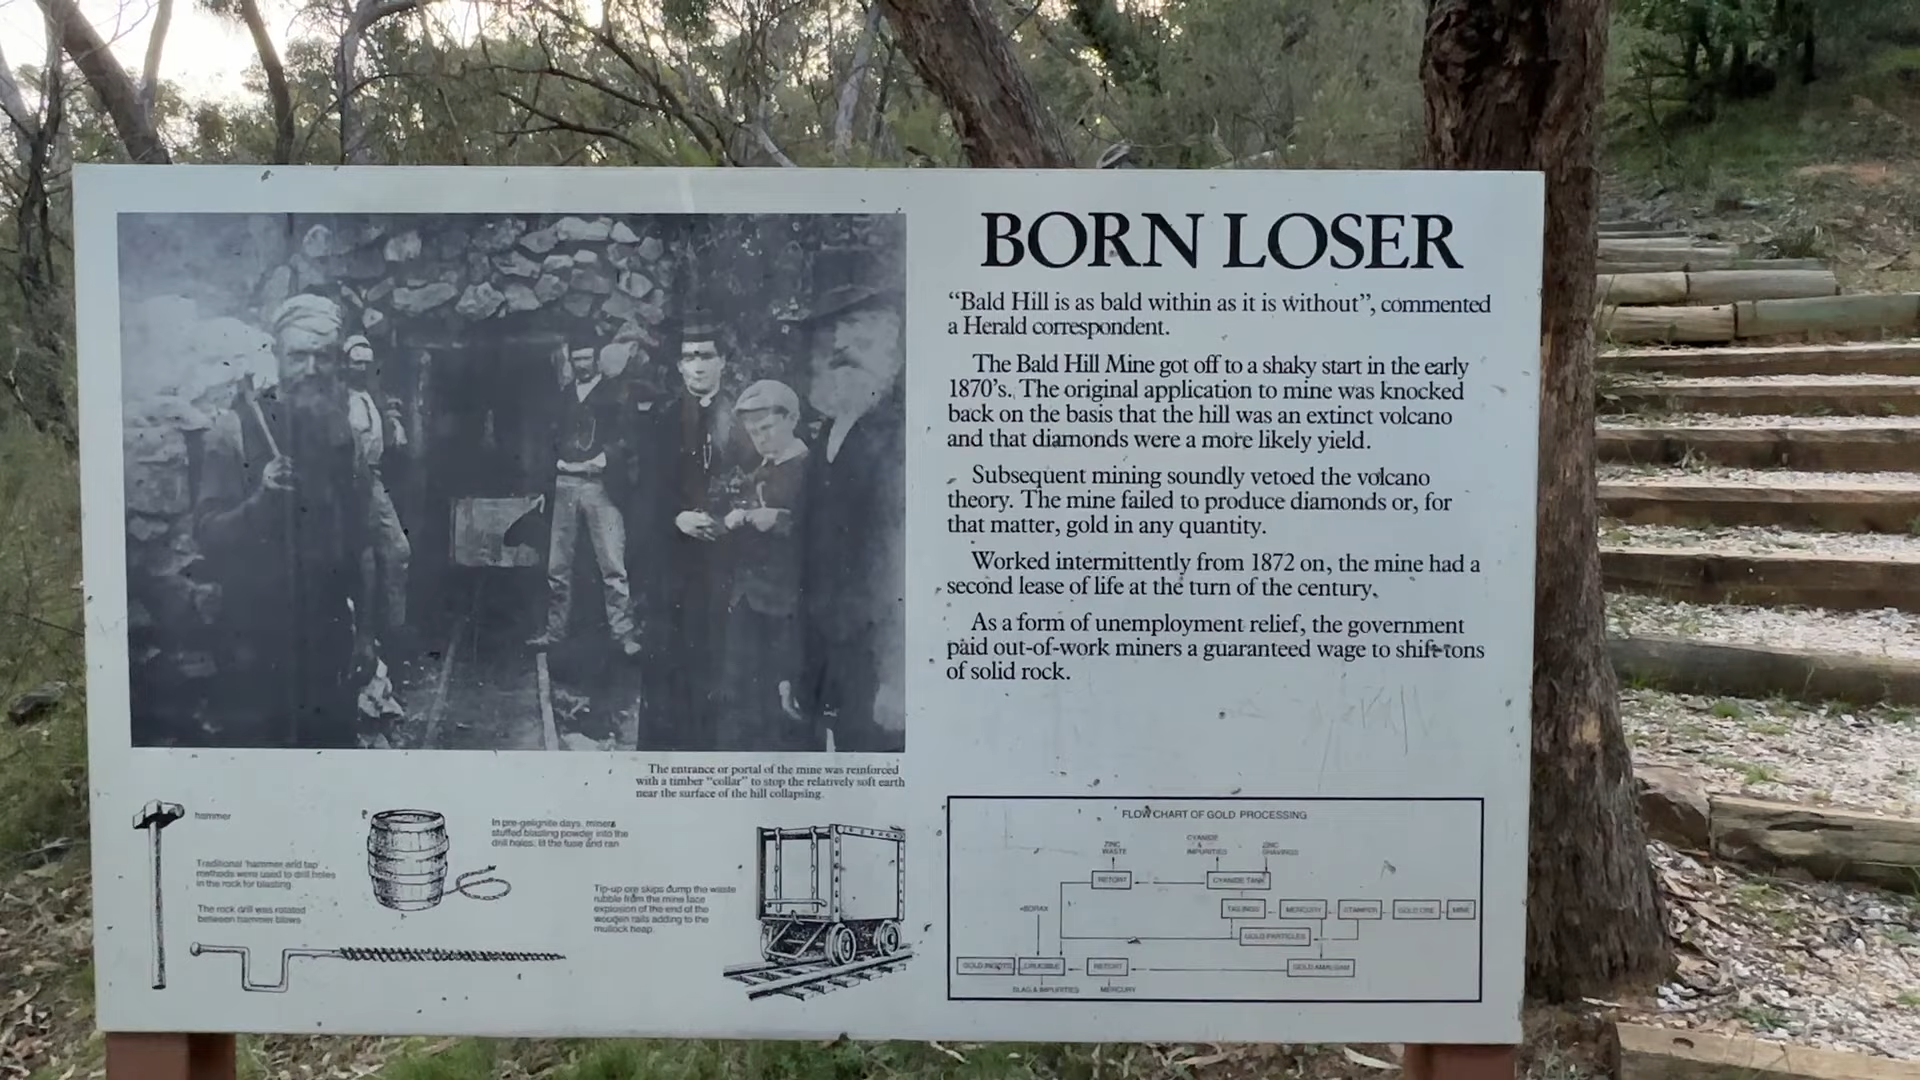 BORN LOSER
“Bald Hill is as bald within as it is without”, commented
a Herald correspondent.
The Bald Hill Mine got off to a shaky start in the early
1870's. The original application to mine was knocked
back on the basis that the hill was an extinct volcano
and that diamonds were a more likely yield.
Subsequent mining soundly vetoed the volcano
theory. The mine failed to produce diamonds or, for
that matter, gold in any quantity.
Worked intermittently from 1872 on, the mine had a
second lease of life at the turn of the century.
As a form of unemployment relief, the government
paid out-of-work miners a guaranteed wage to shift tons
of solid rock.
The entrance or portal of the mine was reinforced
with a timber "collar" to stop the relatively soft earth
near the surface of the hill collapsing.
hammer
Traditional 'hammer and tap'
methods were used to drill holes
in the rock for blasting
The rock drill was rotated
between hammer blows
In pre-gelignite days, miners
stuffed blasting powder into the
drill holes, lit the fuse and ran
Tip-up ore skips dump the waste
rubble from the mine face
explosion of the end of the
wooden rails adding to the
mullock heap.
FLOW CHART OF GOLD PROCESSING
ZINC
WASTE
CYANIDE
&
IMPURITIES
ZINC
SHAVINGS
RETORT
CYANIDE TANK
+BORAX
TAILINGS
MERCURY
STAMPER
GOLD ORE
MINE
GOLD PARTICLES
GOLD INGOTS
CRUCIBLE
RETORT
GOLD AMALGAM
SLAG & IMPURITIES
MERCURY